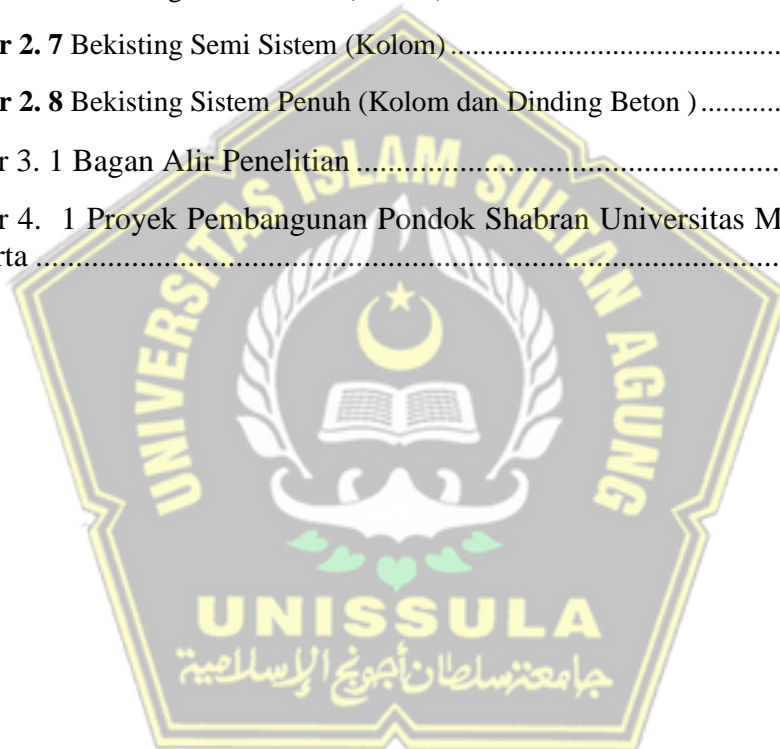 r 2. 7 Bekisting Semi Sistem (Kolom)
r 2. 8 Bekisting Sistem Penuh (Kolom dan Dinding Beton )
r 3. 1 Bagan Alir Penelitian
r 4. 1 Proyek Pembangunan Pondok Shabran Universitas M
rta
UNIVERSITAS ISLAM SULTAN AGUNG
UNISSULA
جامعة سلطان أجونج الإسلامية